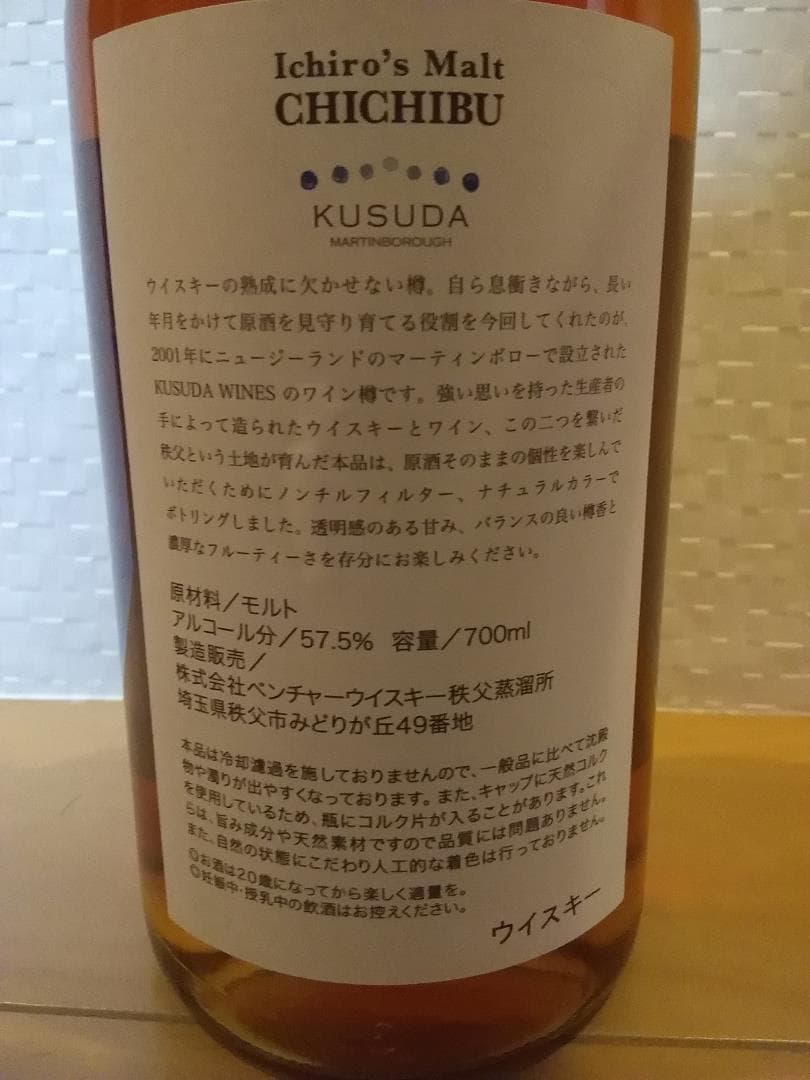 Ichiro's Malt
CHICHIBU
KUSUDA
MARTINBOROUGH
ウイスキーの熟成に欠かせない樽。自ら息衝きながら、長い
年月をかけて原酒を見守り育てる役割を今回してくれたのが、
2001年にニュージーランドのマーティンボローで設立された
KUSUDA WINES のワイン樽です。強い思いを持った生産者の
手によって造られたウイスキーとワイン、この二つを繋いだ
秩父という土地が育んだ本品は、原酒そのままの個性を楽しんで
いただくためにノンチルフィルター、ナチュラルカラーで
ボトリングしました。透明感のある甘み、バランスの良い樽香と
濃厚なフルーティーさを存分にお楽しみください。
原材料／モルト
アルコール分／57.5% 容量／700ml
製造販売／
株式会社ベンチャーウイスキー秩父蒸溜所
埼玉県秩父市みどりが丘49番地
本品は冷却濾過を施しておりませんので、一般品に比べて沈殿
物や濁りが出やすくなっております。また、キャップに天然コルク
を使用しているため、瓶にコルク片が入ることがあります。これ
らは、旨み成分や天然素材ですので品質には問題ありません。
また、自然の状態にこだわり人工的な着色は行っておりません。
◎お酒は20歳になってから楽しく適量を。
◎妊娠中・授乳中の飲酒はお控えください。
ウイスキー